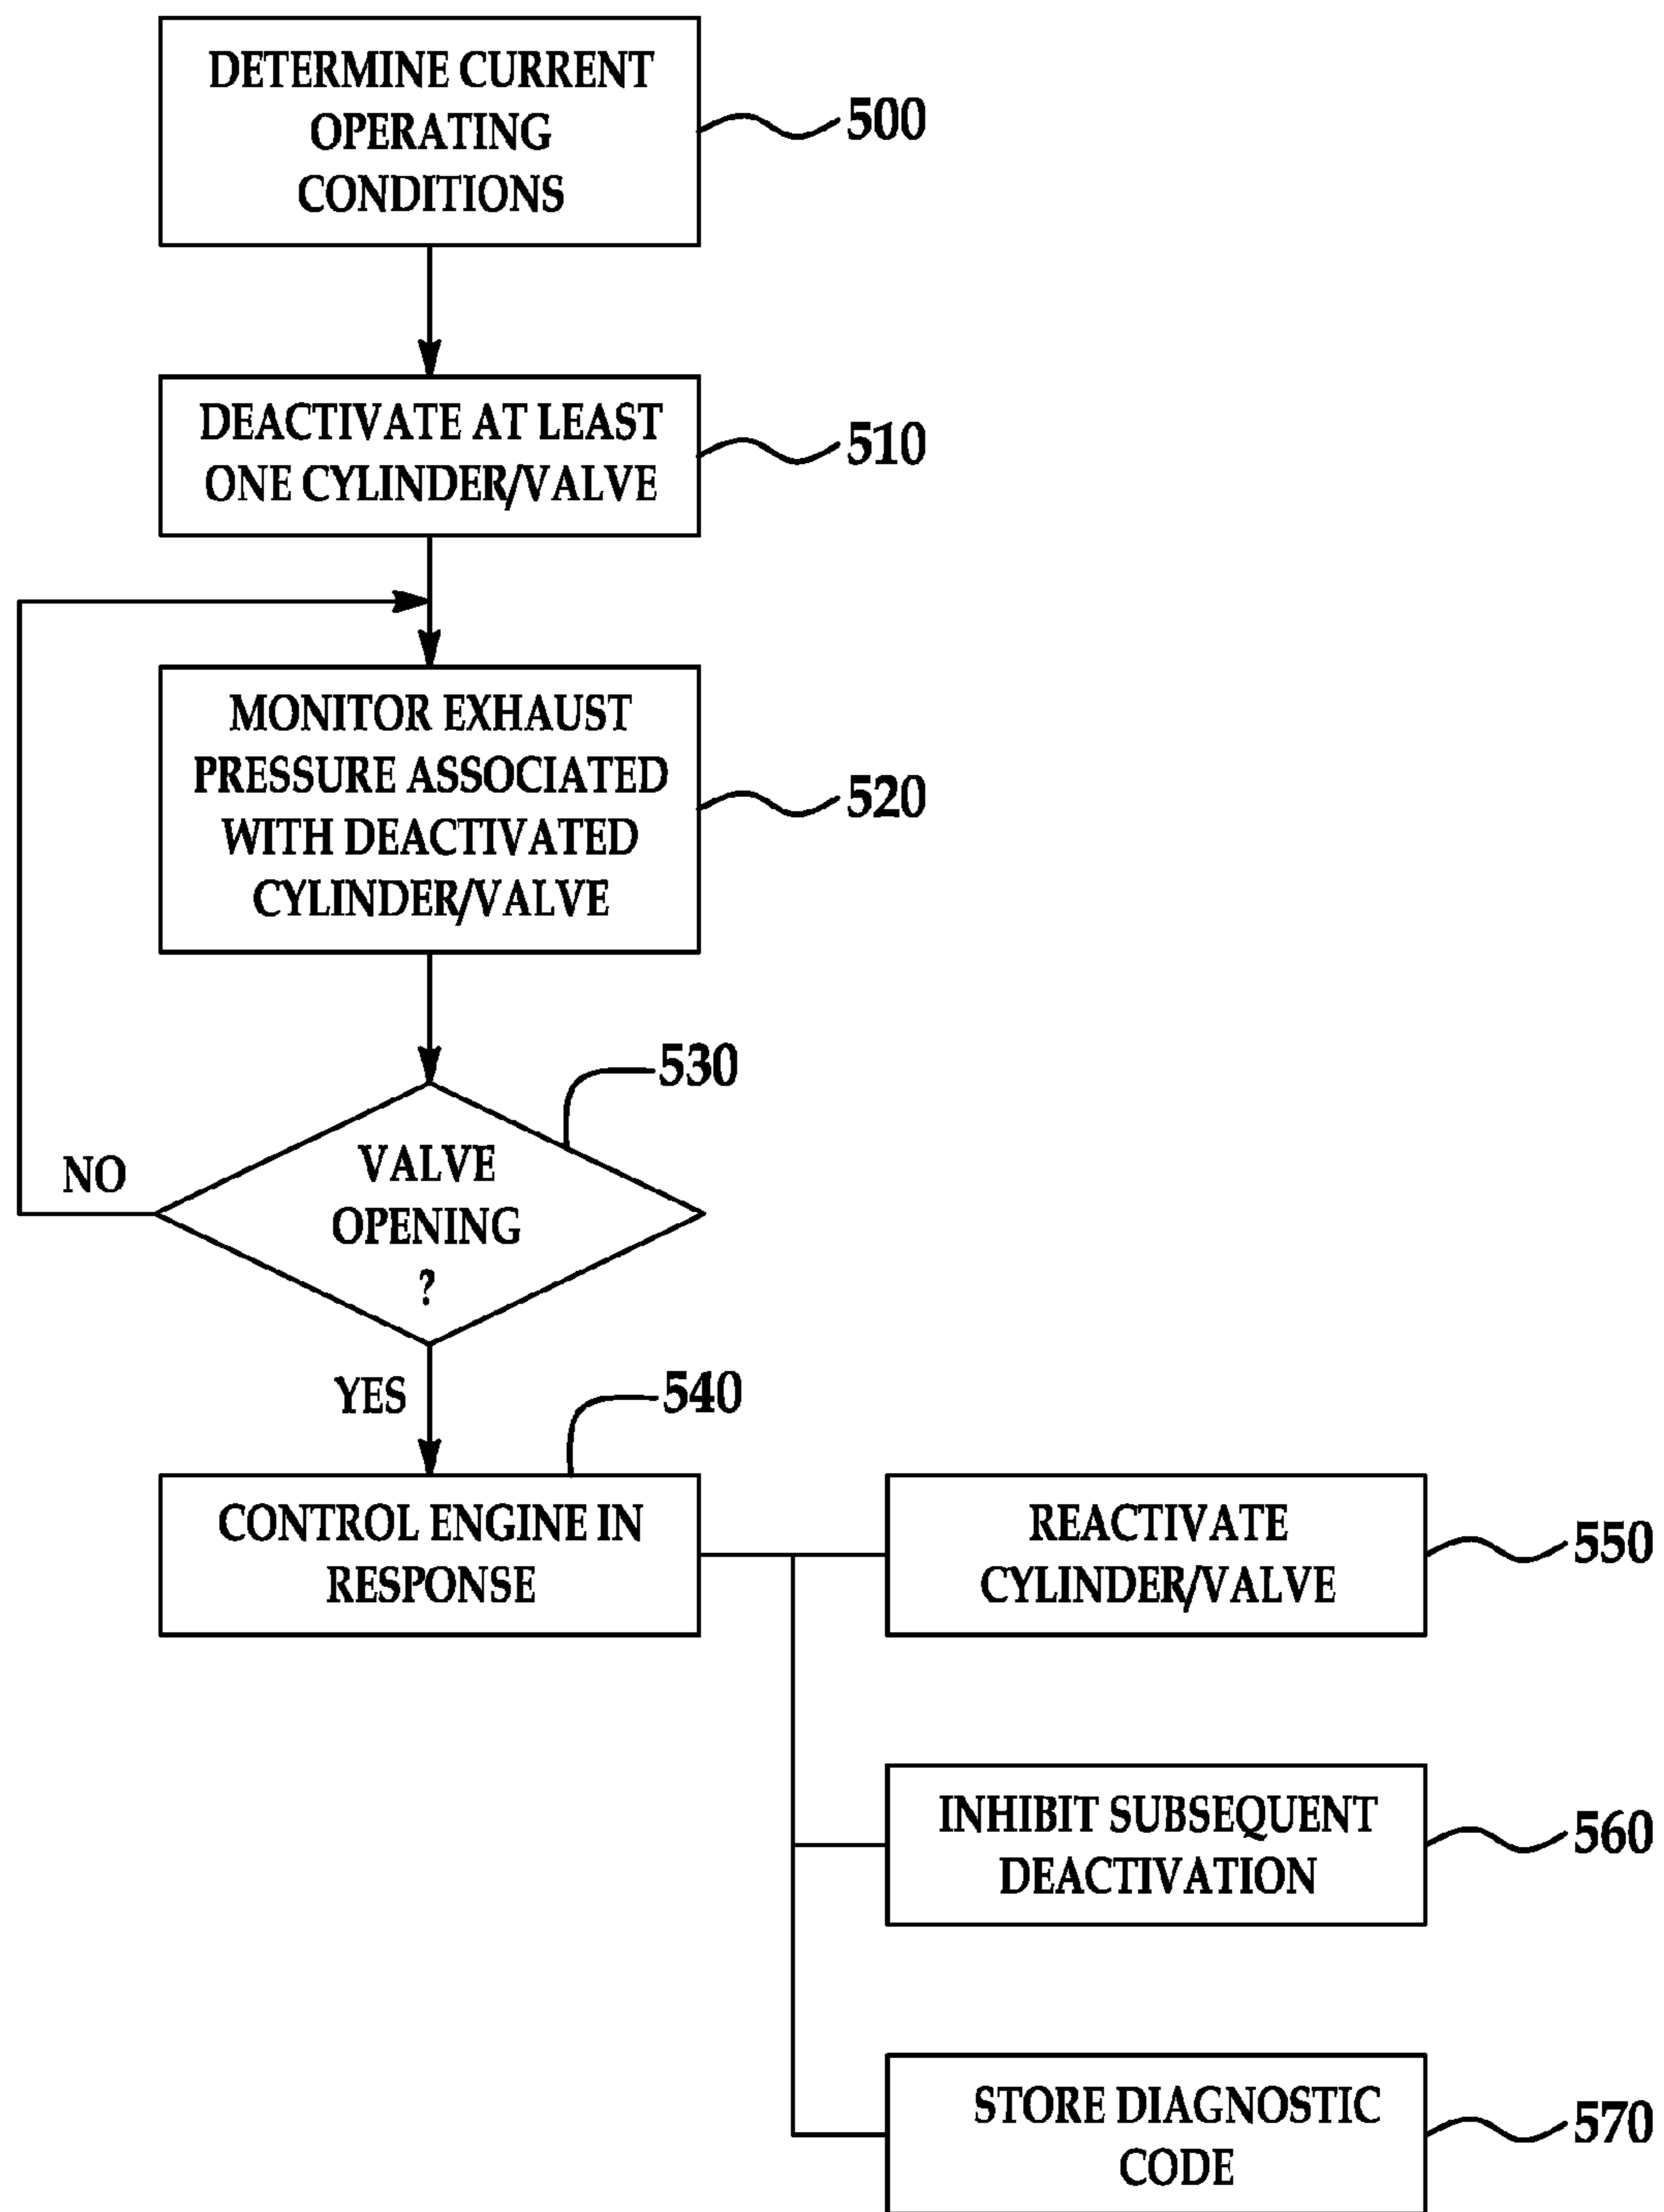 DETERMINE CURRENT
OPERATING
CONDITIONS
500
DEACTIVATE AT LEAST
ONE CYLINDER/VALVE
510
MONITOR EXHAUST
PRESSURE ASSOCIATED
WITH DEACTIVATED
CYLINDER/VALVE
520
530
VALVE
OPENING
?
NO
YES
540
CONTROL ENGINE IN
RESPONSE
REACTIVATE
CYLINDER/VALVE
550
INHIBIT SUBSEQUENT
DEACTIVATION
560
STORE DIAGNOSTIC
CODE
570